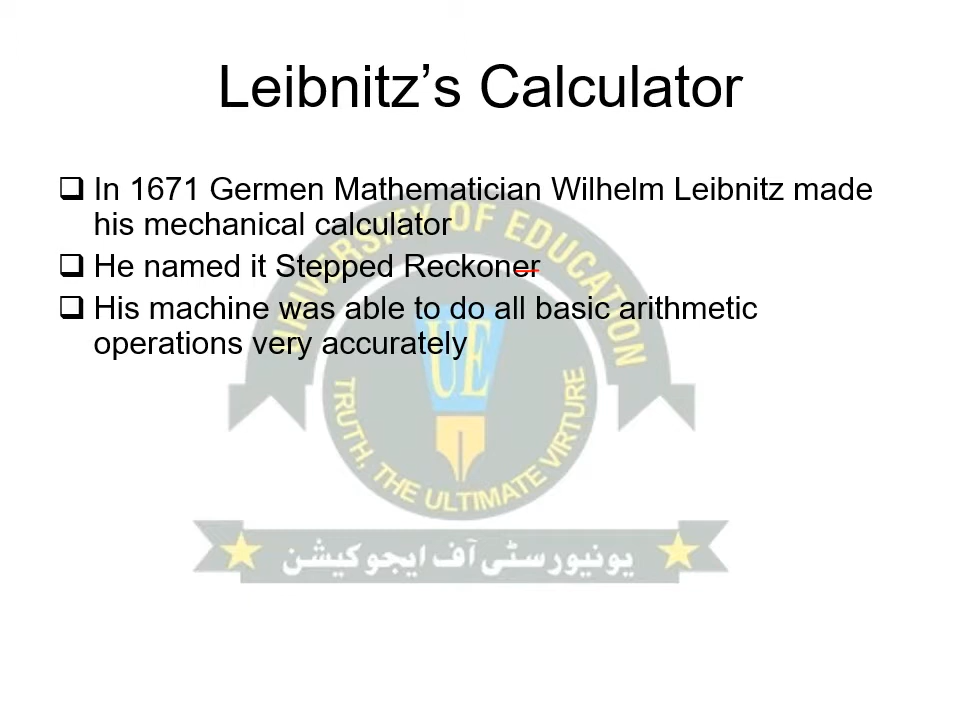 Leibnitz’s Calculator
❑ In 1671 Germen Mathematician Wilhelm Leibnitz made
his mechanical calculator
❑ He named it Stepped Reckoner
❑ His machine was able to do all basic arithmetic
operations very accurately
UNIVERSITY OF EDUCATON
UE
TRUTH, THE ULTIMATE VIRTURE
یونیورسٹی آف ایجوکیشن